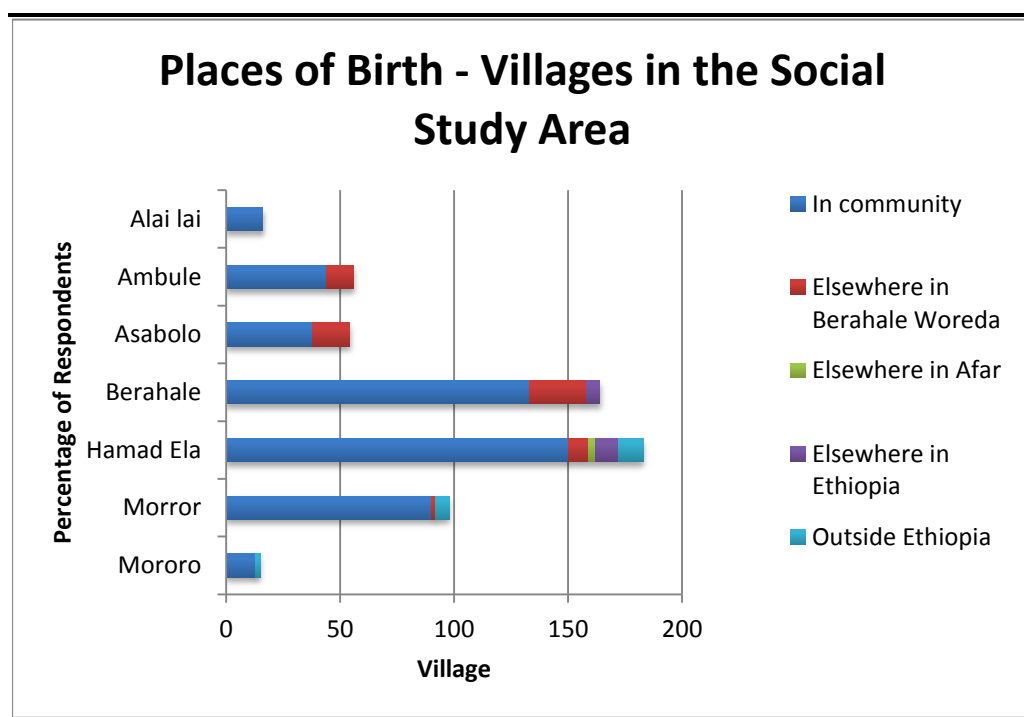 Places of Birth - Villages in the Social
Study Area
Percentage of Respondents
Alai lai
Ambule
Asabolo
Berahale
Hamad Ela
Morror
Mororo
0 50 100 150 200
Village
In community
Elsewhere in
Berahale Woreda
Elsewhere in Afar
Elsewhere in
Ethiopia
Outside Ethiopia